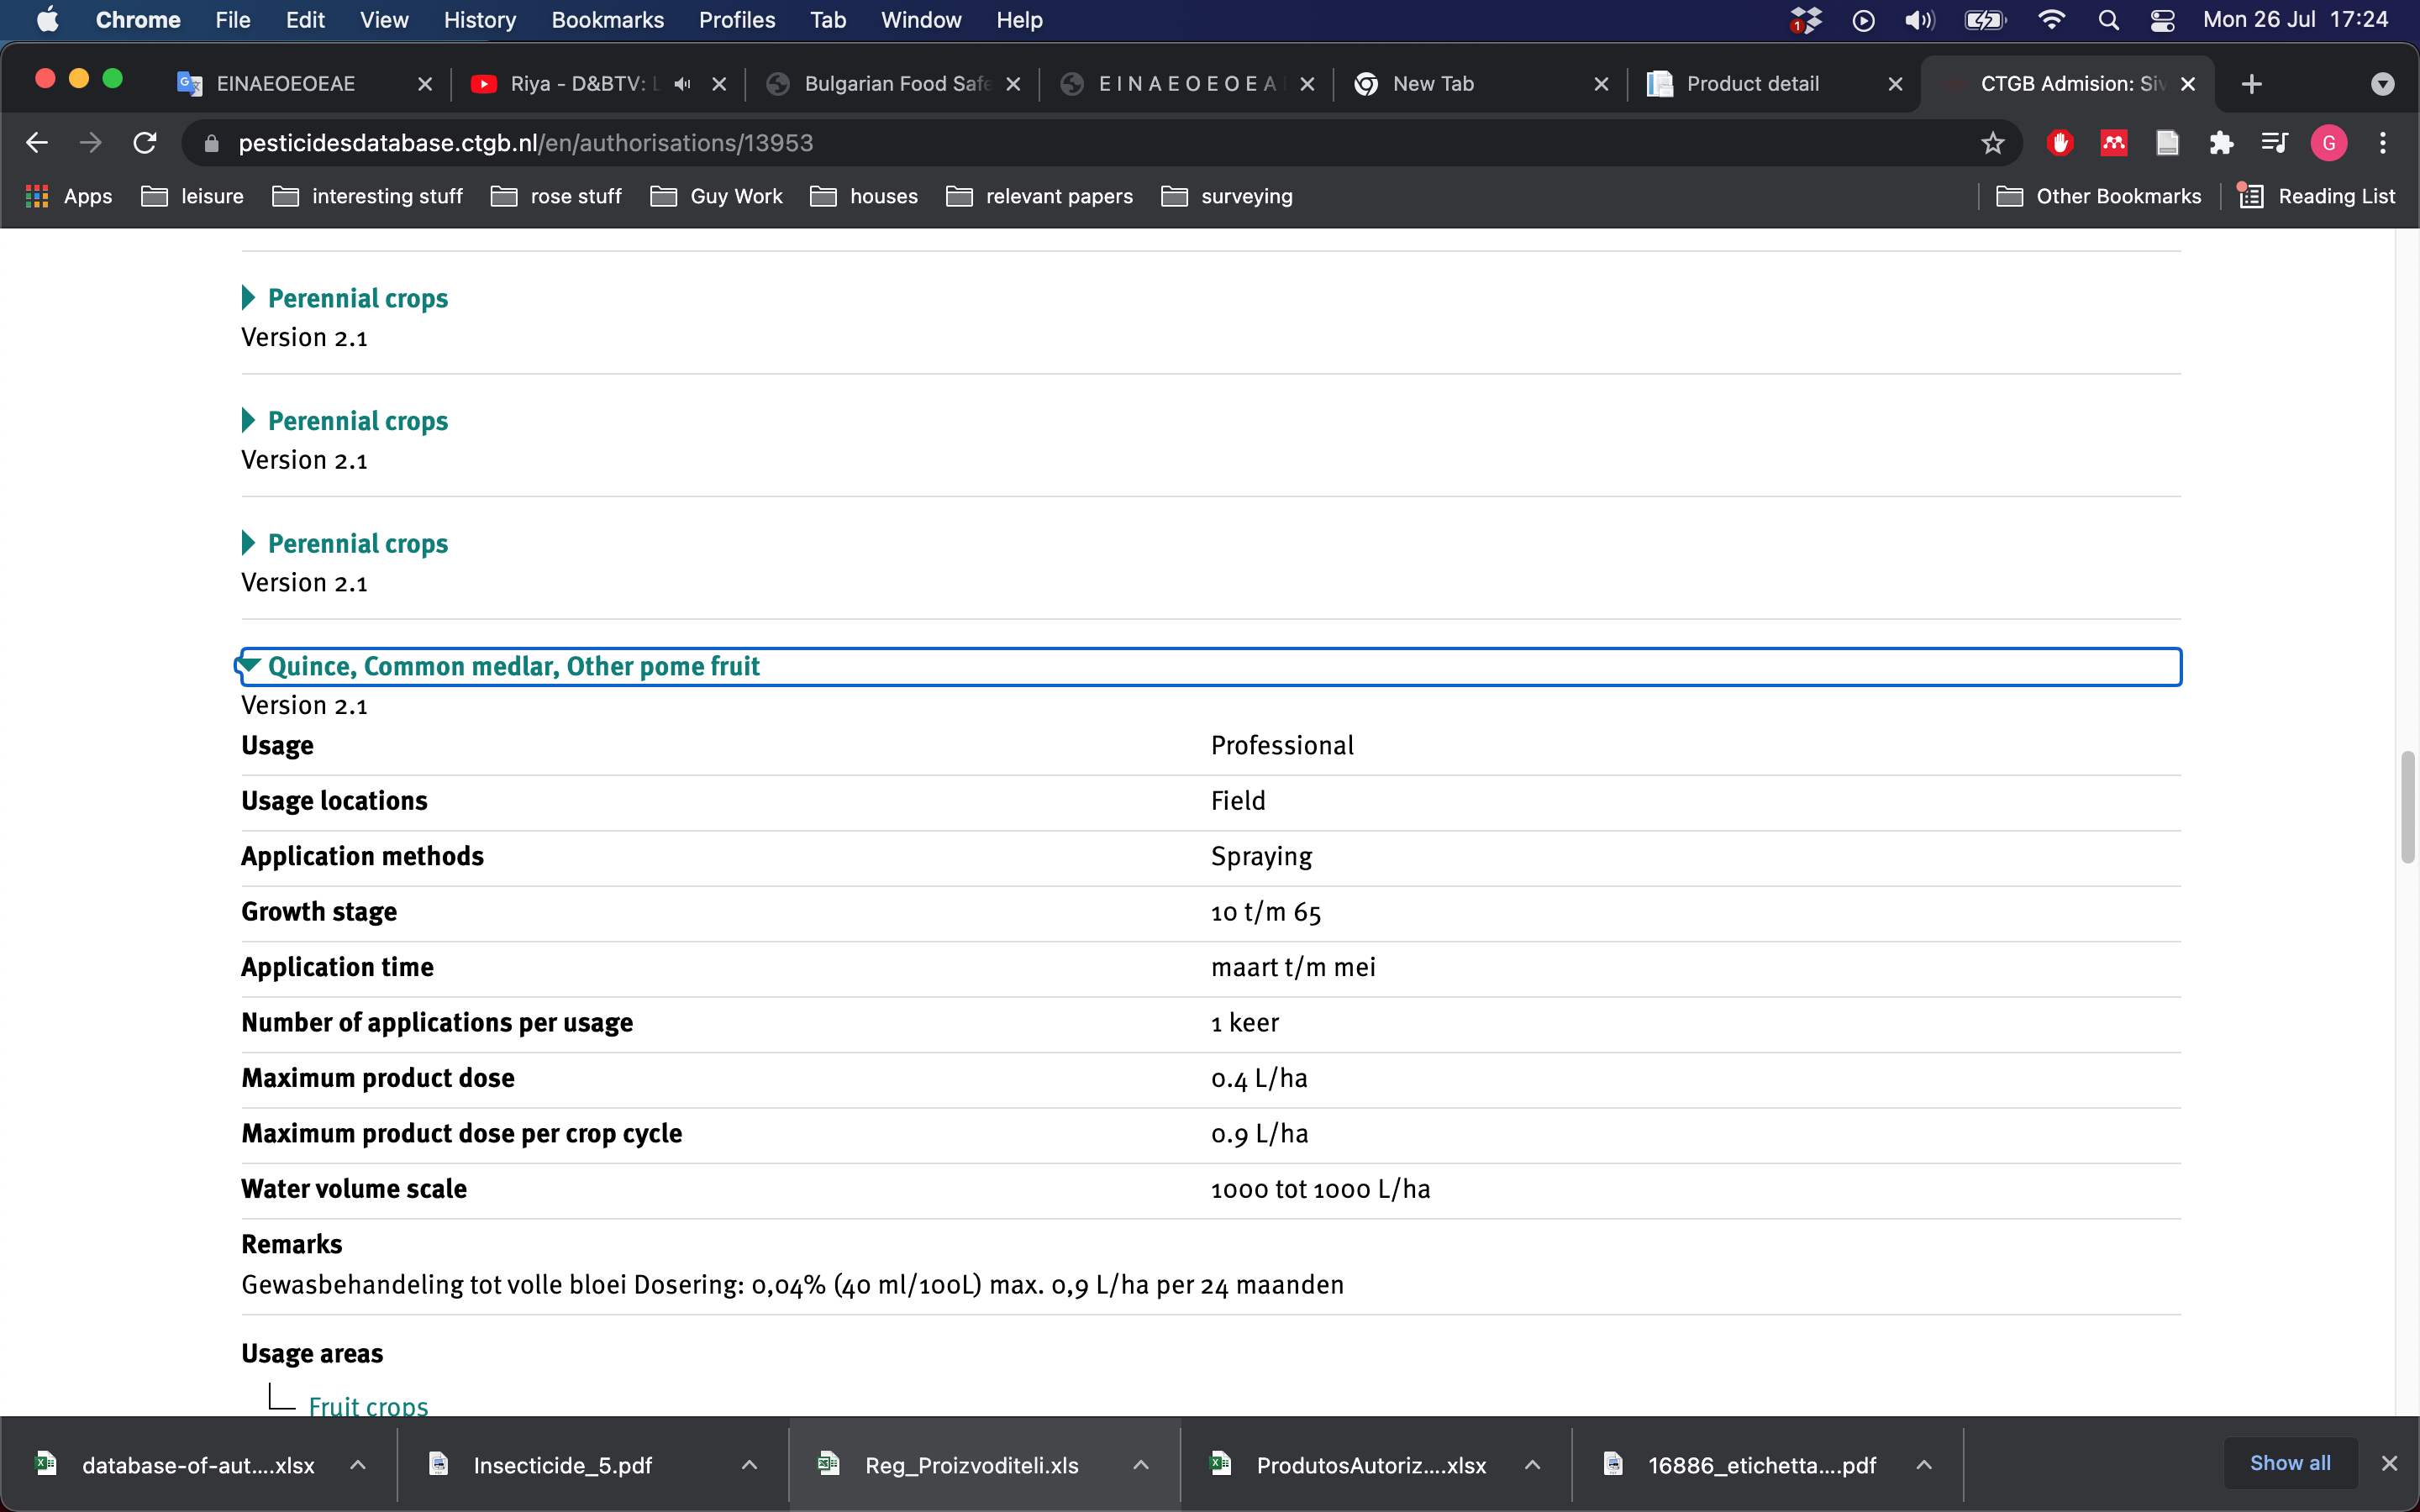 Chrome File Edit View History Bookmarks Profiles Tab Window Help 1 Mon 26 Jul 17:24
EINAEOEOEAE Riya - D&BTV: Bulgarian Food Safe E I N A E O E O E A New Tab Product detail CTGB Admision: Siv
pesticidesdatabase.ctgb.nl/en/authorisations/13953 G
Apps leisure interesting stuff rose stuff Guy Work houses relevant papers surveying Other Bookmarks Reading List
Perennial crops
Version 2.1
Perennial crops
Version 2.1
Perennial crops
Version 2.1
Quince, Common medlar, Other pome fruit
Version 2.1
Usage Professional
Usage locations Field
Application methods Spraying
Growth stage 10 t/m 65
Application time maart t/m mei
Number of applications per usage 1 keer
Maximum product dose 0.4 L/ha
Maximum product dose per crop cycle 0.9 L/ha
Water volume scale 1000 tot 1000 L/ha
Remarks
Gewasbehandeling tot volle bloei Dosering: 0,04% (40 ml/100L) max. 0,9 L/ha per 24 maanden
Usage areas
Fruit crops
database-of-aut....xlsx Insecticide_5.pdf Reg_Proizvoditeli.xls ProdutosAutoriz....xlsx 16886_etichetta....pdf Show all